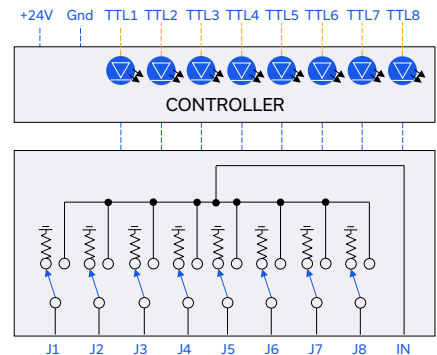 +24V Gnd TTL1 TTL2 TTL3 TTL4 TTL5 TTL6 TTL7 TTL8
CONTROLLER
J1 J2 J3 J4 J5 J6 J7 J8 IN